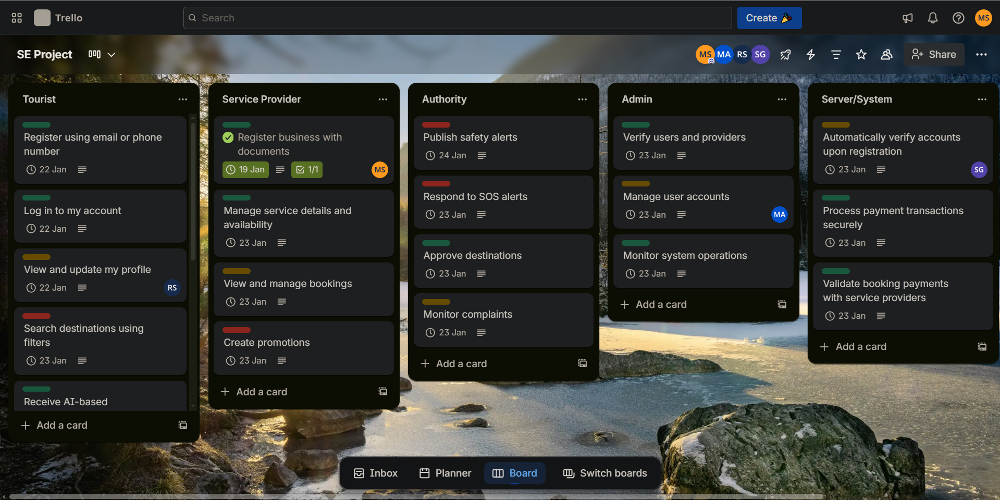 Trello
Search
Create
MS
SE Project
MS MA RS SG
Share
Tourist
Register using email or phone
number
22 Jan
Log in to my account
22 Jan
View and update my profile
22 Jan
RS
Search destinations using
filters
23 Jan
Receive AI-based
Add a card
Service Provider
Register business with
documents
19 Jan 1/1
MS
Manage service details and
availability
23 Jan
View and manage bookings
23 Jan
Create promotions
23 Jan
Add a card
Authority
Publish safety alerts
24 Jan
Respond to SOS alerts
23 Jan
Approve destinations
23 Jan
Monitor complaints
23 Jan
Add a card
Admin
Verify users and providers
23 Jan
Manage user accounts
23 Jan
MA
Monitor system operations
23 Jan
Add a card
Server/System
Automatically verify accounts
upon registration
23 Jan
SG
Process payment transactions
securely
23 Jan
Validate booking payments
with service providers
23 Jan
Add a card
Inbox Planner Board Switch boards